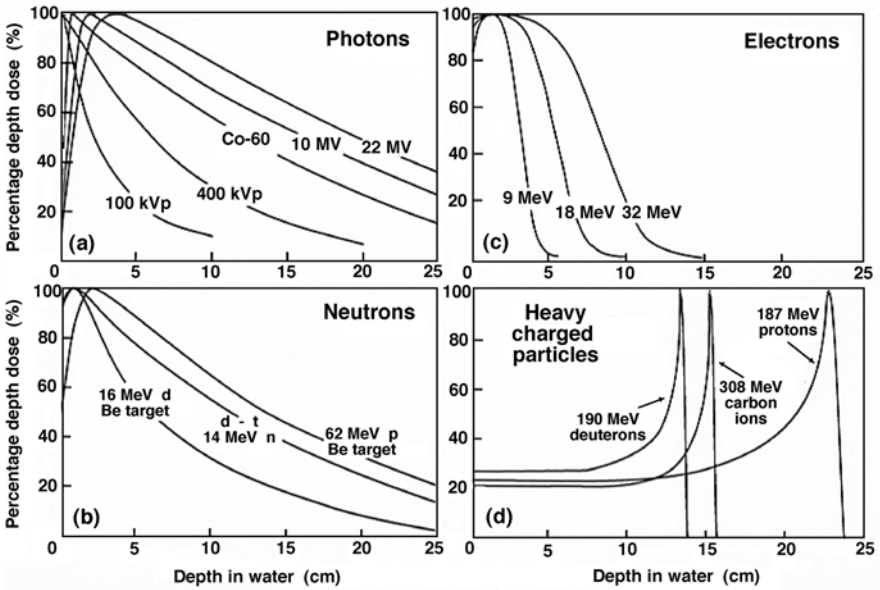 Percentage depth dose (%)
100
80
60
40
20
Photons
Co-60
10 MV
22 MV
100 kVp
400 kVp
(a)
0
5
10
15
20
25
100
80
60
40
20
Electrons
9 MeV
18 MeV
32 MeV
(c)
0
5
10
15
20
25
Percentage depth dose (%)
100
80
60
40
20
Neutrons
16 MeV d
Be target
d - t
14 MeV n
62 MeV p
Be target
(b)
0
5
10
15
20
25
Depth in water (cm)
100
80
60
40
20
Heavy
charged
particles
187 MeV
protons
308 MeV
carbon
ions
190 MeV
deuterons
(d)
0
5
10
15
20
25
Depth in water (cm)